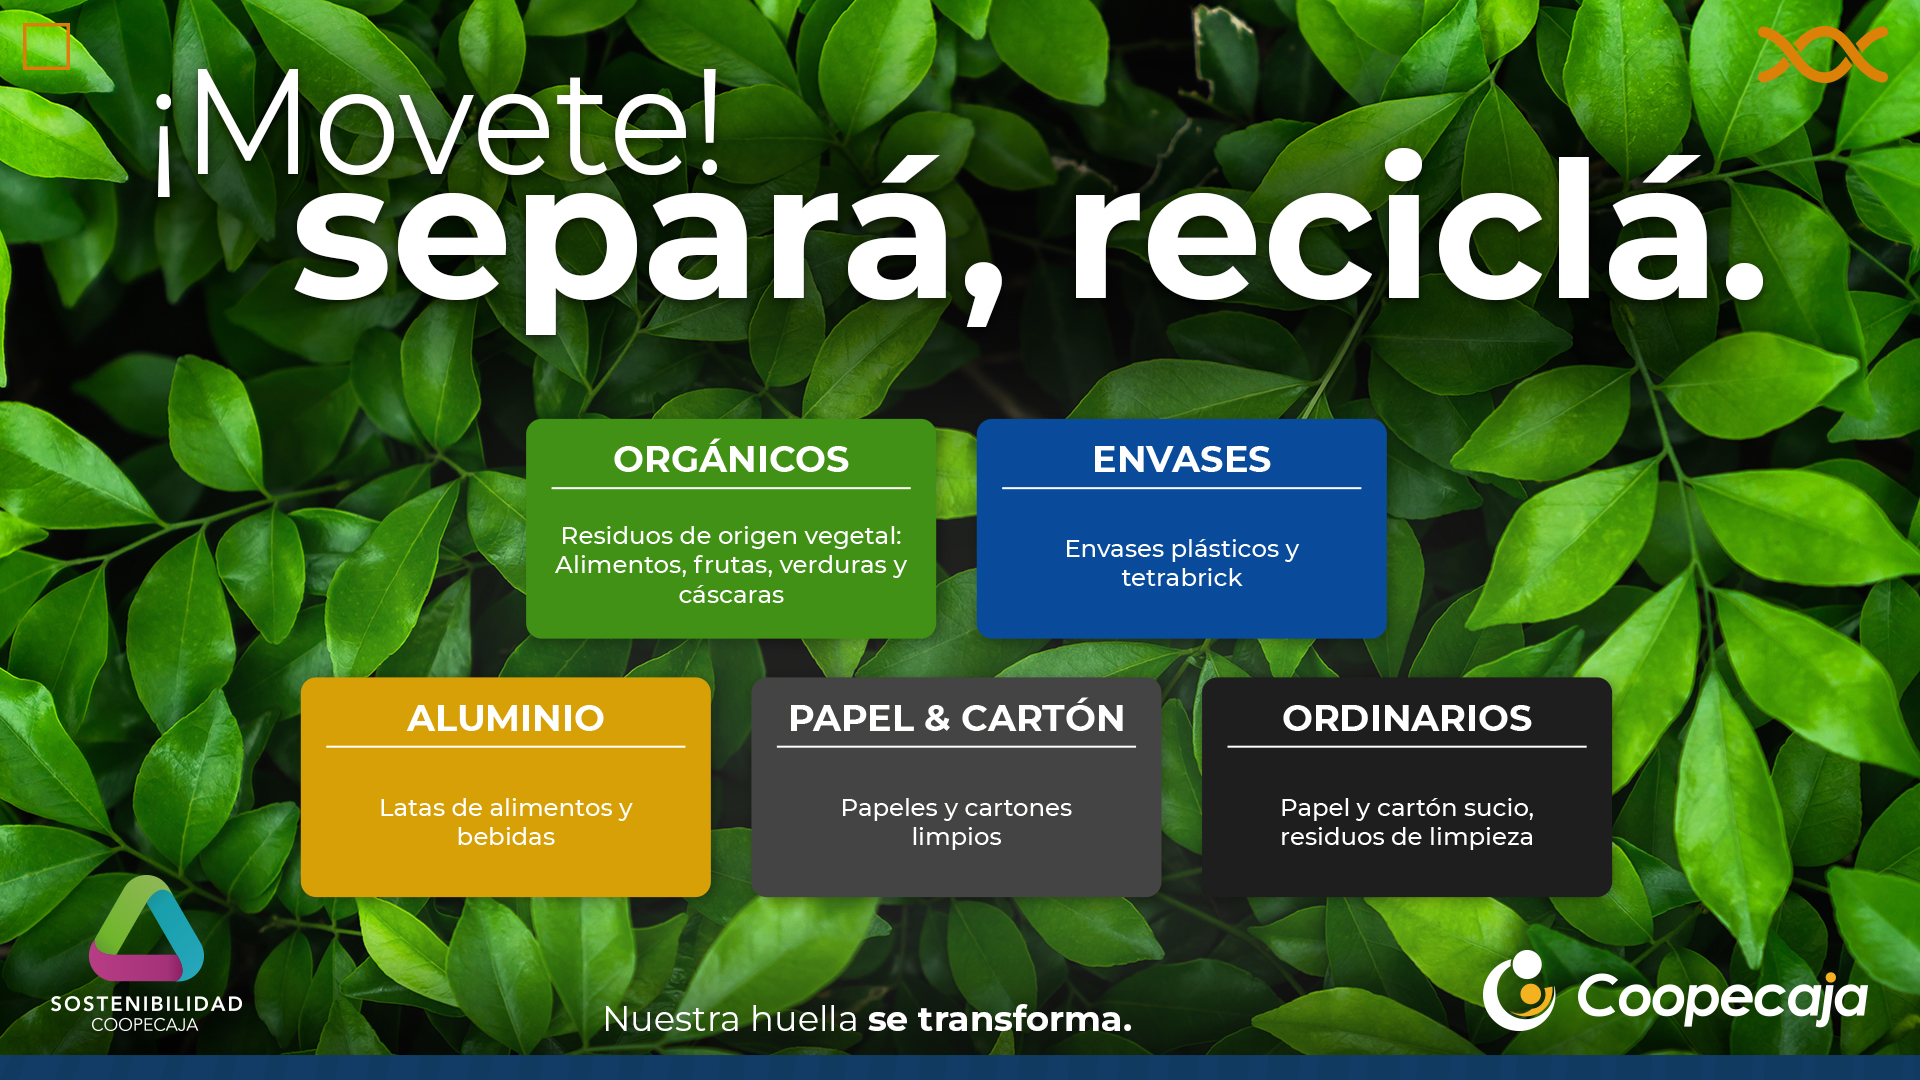 ¡Movete!
separá, reciclá.
ORGÁNICOS
Residuos de origen vegetal:
Alimentos, frutas, verduras y
cáscaras
ENVASES
Envases plásticos y
tetrabrick
ALUMINIO
Latas de alimentos y
bebidas
PAPEL & CARTÓN
Papeles y cartones
limpios
ORDINARIOS
Papel y cartón sucio,
residuos de limpieza
SOSTENIBILIDAD
COOPECAJA
Nuestra huella se transforma.
Coopecaja